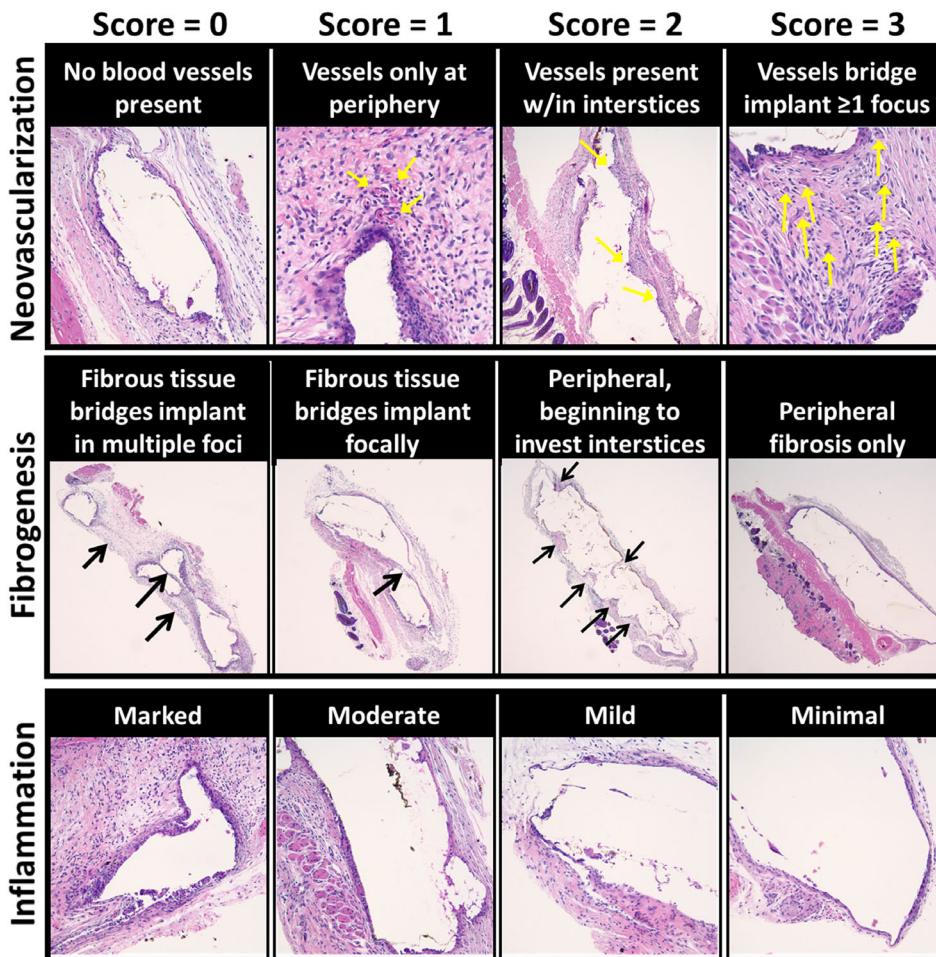 Score = 0
Score = 1
Score = 2
Score = 3
Neovascularization
No blood vessels
present
Vessels only at
periphery
Vessels present
w/in interstices
Vessels bridge
implant ≥1 focus
Fibrogenesis
Fibrous tissue
bridges implant
in multiple foci
Fibrous tissue
bridges implant
focally
Peripheral,
beginning to
invest interstices
Peripheral
fibrosis only
Inflammation
Marked
Moderate
Mild
Minimal